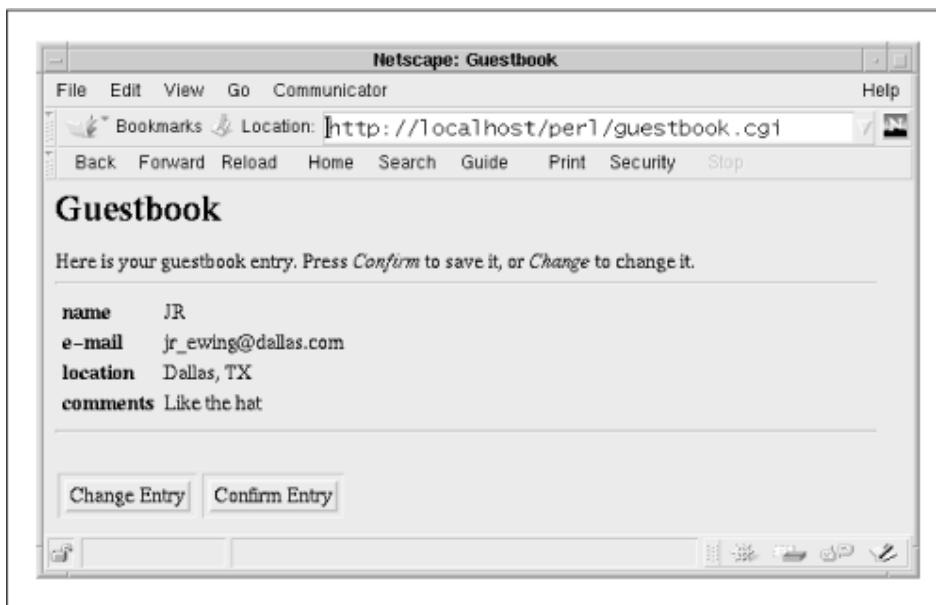 Netscape: Guestbook
File Edit View Go Communicator Help
Bookmarks Location: http://localhost/perl/guestbook.cgi N
Back Forward Reload Home Search Guide Print Security Stop
Guestbook
Here is your guestbook entry. Press Confirm to save it, or Change to change it.
name JR
e-mail jr_ewing@dallas.com
location Dallas, TX
comments Like the hat
Change Entry Confirm Entry